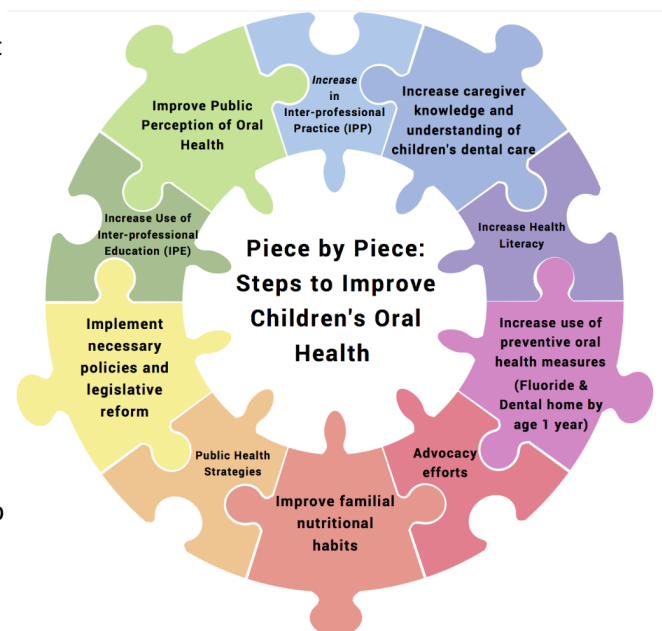 Piece by Piece:
Steps to Improve
Children's Oral
Health
Increase
in
Inter-professional
Practice (IPP)
Increase caregiver
knowledge and
understanding of
children's dental care
Increase Health
Literacy
Increase use of
preventive oral
health measures
(Fluoride &
Dental home by
age 1 year)
Advocacy
efforts
Improve familial
nutritional
habits
Public Health
Strategies
Implement
necessary
policies and
legislative
reform
Increase Use of
Inter-professional
Education (IPE)
Improve Public
Perception of Oral
Health